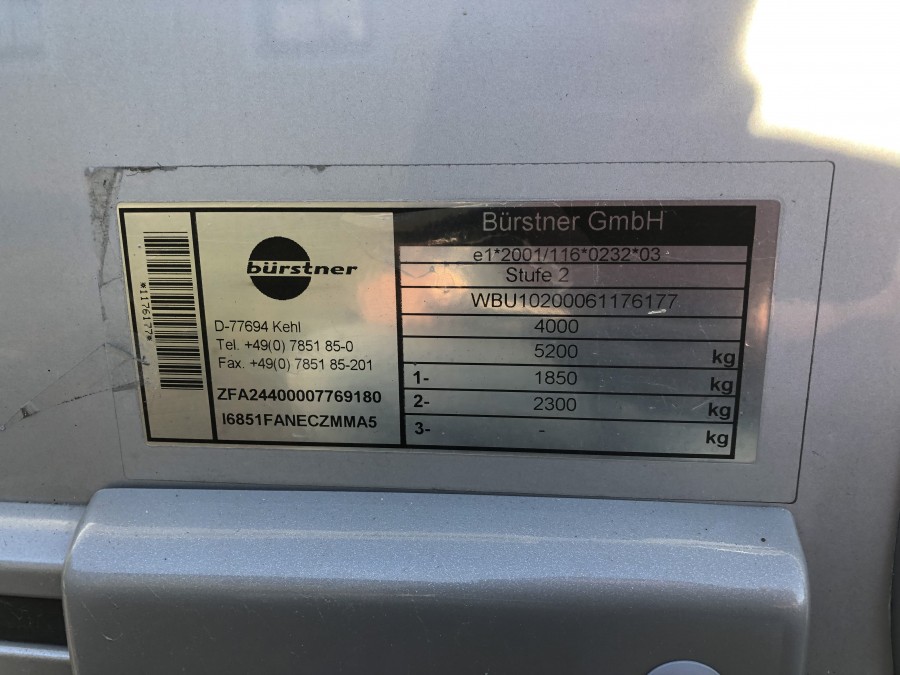 *11176177*
bürstner
D-77694 Kehl
Tel. +49(0) 7851 85-0
Fax. +49(0) 7851 85-201
ZFA24400007769180
I6851FANECZMMA5
Bürstner GmbH
e1*2001/116*0232*03
Stufe 2
WBU10200061176177
4000
5200 kg
1- 1850 kg
2- 2300 kg
3- - kg